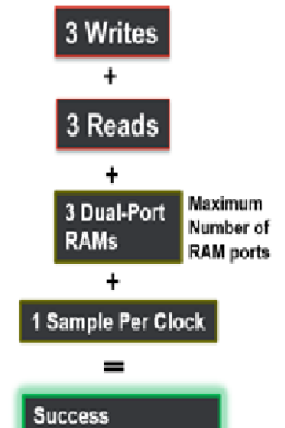 3 Writes
+
3 Reads
+
3 Dual-Port
RAMs
Maximum
Number of
RAM ports
+
1 Sample Per Clock
=
Success